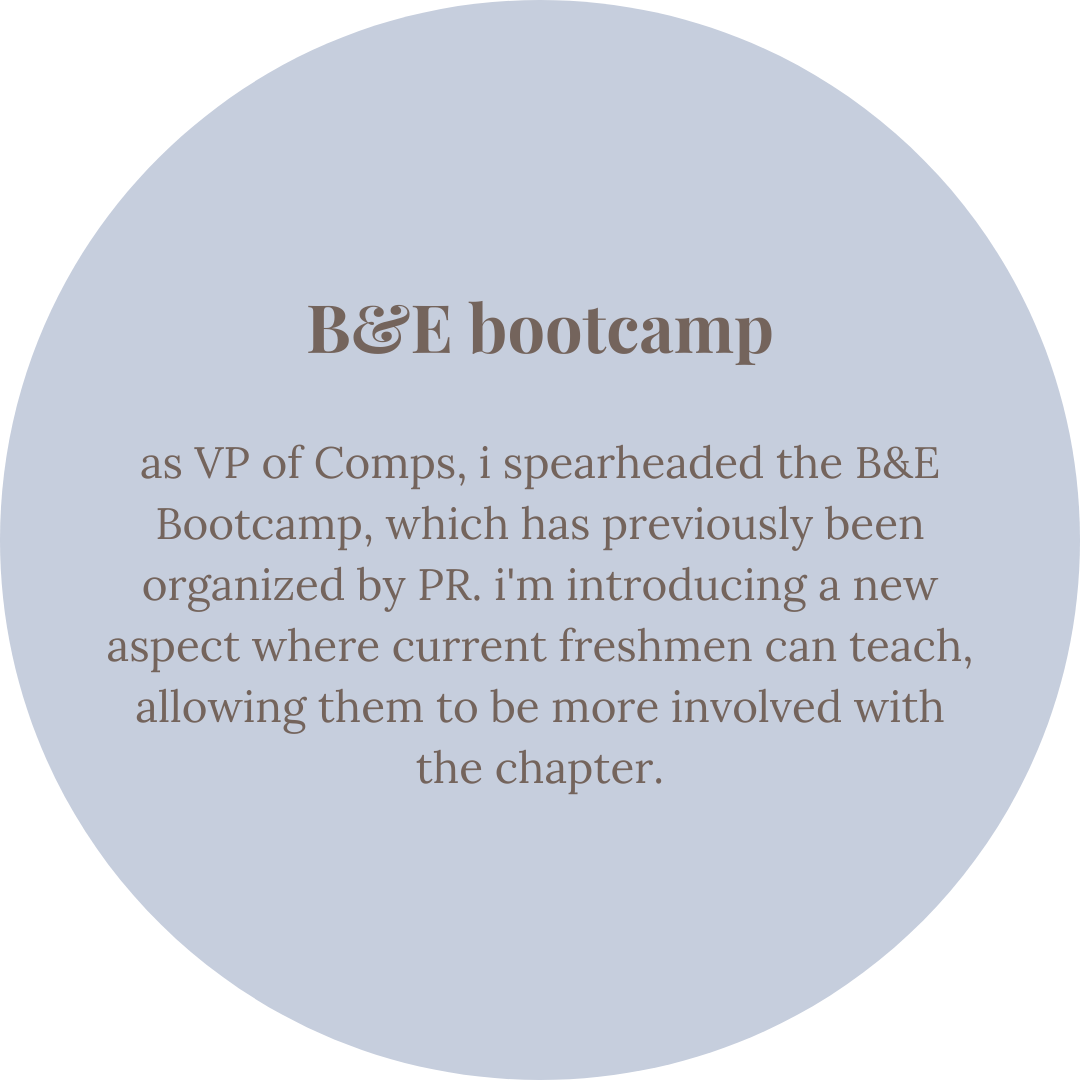 B&E bootcamp
as VP of Comps, i spearheaded the B&E
Bootcamp, which has previously been
organized by PR. i'm introducing a new
aspect where current freshmen can teach,
allowing them to be more involved with
the chapter.